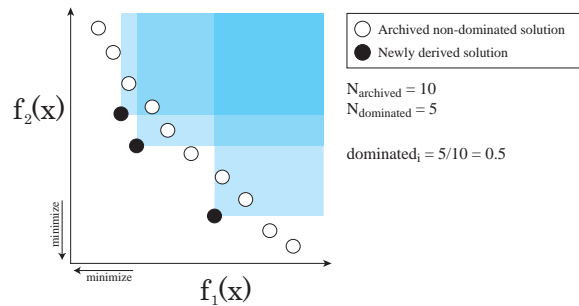 Archived non-dominated solution
Newly derived solution
N_archived = 10
N_dominated = 5
dominated_i = 5/10 = 0.5
f_2(x)
minimize
minimize
f_1(x)